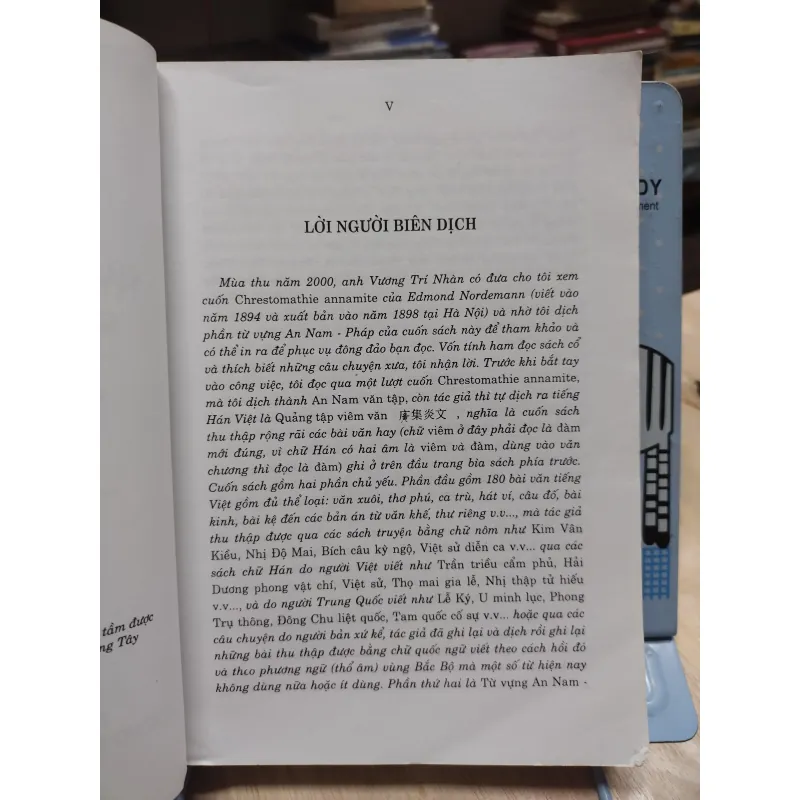 V
LỜI NGƯỜI BIÊN DỊCH
Mùa thu năm 2000, anh Vương Trí Nhàn có đưa cho tôi xem
cuốn Chrestomathie annamite của Edmond Nordemann (viết vào
năm 1894 và xuất bản vào năm 1898 tại Hà Nội) và nhờ tôi dịch
phần từ vựng An Nam - Pháp của cuốn sách này để tham khảo và
có thể in ra để phục vụ đông đảo bạn đọc. Vốn tính ham đọc sách cổ
và thích biết những câu chuyện xưa, tôi nhận lời. Trước khi bắt tay
vào công việc, tôi đọc qua một lượt cuốn Chrestomathie annamite,
mà tôi dịch thành An Nam văn tập, còn tác giả thì tự dịch ra tiếng
Hán Việt là Quảng tập viêm văn 集炎文 , nghĩa là cuốn sách
thu thập rộng rãi các bài văn hay (chữ viêm ở đây phải đọc là đàm
mới đúng, vì chữ Hán có hai âm là viêm và đàm, dùng vào văn
chương thì đọc là đàm) ghi ở trên đầu trang bìa sách phía trước.
Cuốn sách gồm hai phần chủ yếu. Phần đầu gồm 180 bài văn tiếng
Việt gồm đủ thể loại: văn xuôi, thơ phú, ca trù, hát ví, câu đố, bài
kinh, bài kệ đến các bản án từ văn khế, thư riêng v.v..., mà tác giả
thu thập được qua các sách truyện bằng chữ nôm như Kim Vân
Kiều, Nhị Độ Mai, Bích câu kỳ ngộ, Việt sử diễn ca v.v... qua các
sách chữ Hán do người Việt viết như Trần triều cẩm phủ, Hải
Dương phong vật chí, Việt sử, Thọ mai gia lễ, Nhị thập tứ hiếu
v.v..., và do người Trung Quốc viết như Lễ Ký, U minh lục, Phong
Trụ thông, Đông Chu liệt quốc, Tam quốc cố sự v.v... hoặc qua các
câu chuyện do người bản xứ kể, tác giả đã ghi lại và dịch rồi ghi lại
những bài thu thập được bằng chữ quốc ngữ viết theo cách hồi đó
và theo phương ngữ (thổ âm) vùng Bắc Bộ mà một số từ hiện nay
không dùng nữa hoặc ít dùng. Phần thứ hai là Từ vựng An Nam -
tầm được
ng Tây
DY
ment